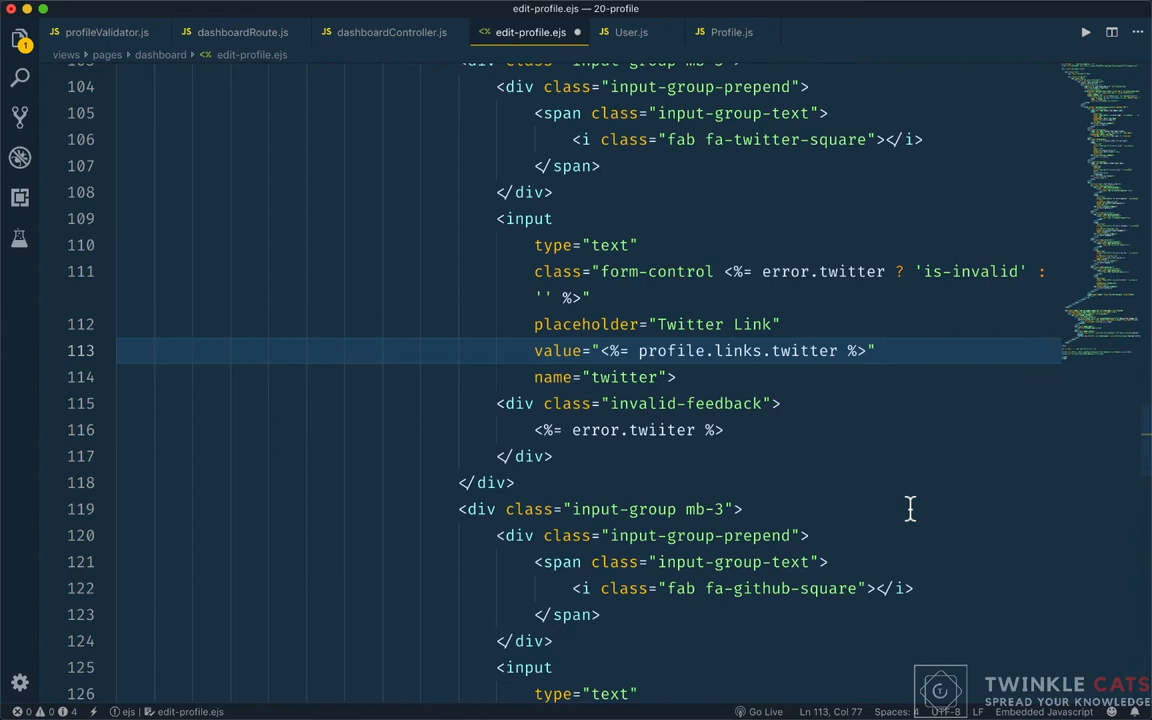 edit-profile.ejs — 20-profile
JS profileValidator.js JS dashboardRoute.js JS dashboardController.js <% edit-profile.ejs JS User.js JS Profile.js
views › pages › dashboard › <% edit-profile.ejs
1
104 <div class="input-group-prepend">
105 <span class="input-group-text">
106 <i class="fab fa-twitter-square"></i>
107 </span>
108 </div>
109 <input
110 type="text"
111 class="form-control <%= error.twitter ? 'is-invalid' :
'' %>"
112 placeholder="Twitter Link"
113 value="<%= profile.links.twitter %>"
114 name="twitter">
115 <div class="invalid-feedback">
116 <%= error.twiiter %>
117 </div>
118 </div>
119 <div class="input-group mb-3">
120 <div class="input-group-prepend">
121 <span class="input-group-text">
122 <i class="fab fa-github-square"></i>
123 </span>
124 </div>
125 <input
126 type="text"
TWINKLE CATS
SPREAD YOUR KNOWLEDGE
0 0 4 ejs edit-profile.ejs Go Live Ln 113, Col 77 Spaces: 4 UTF-8 LF Embedded Javascript